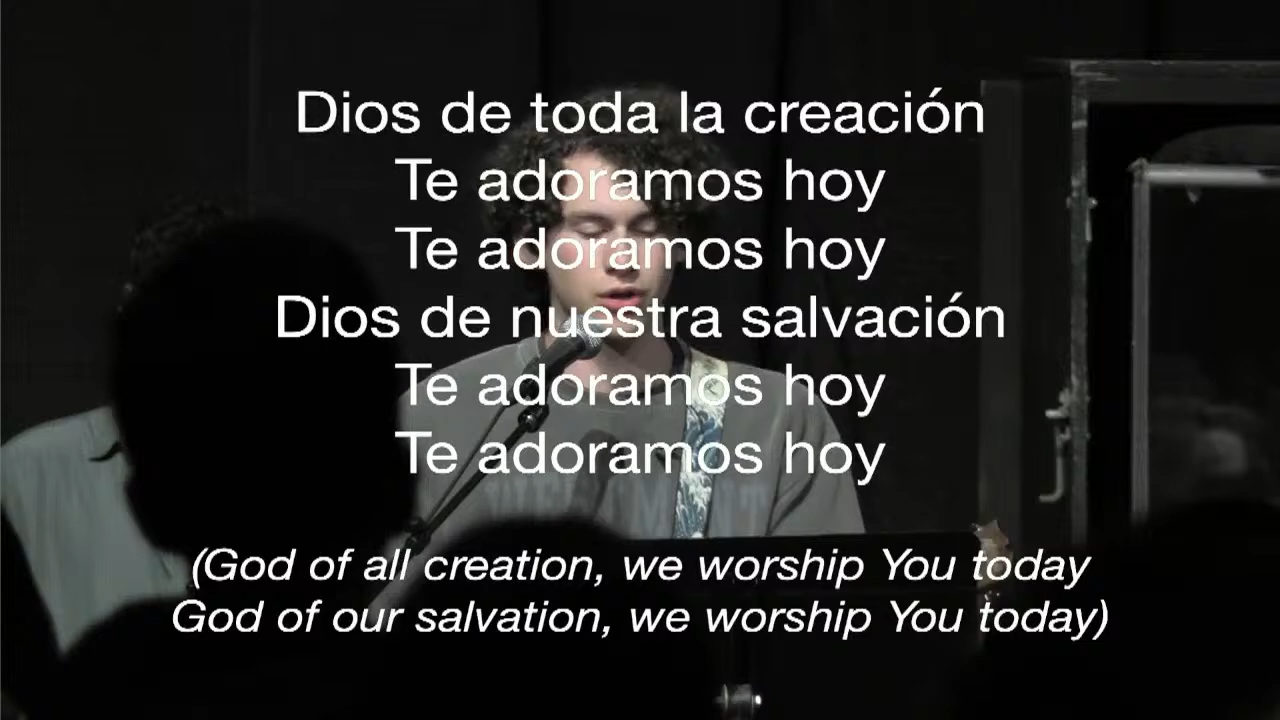 Dios de toda la creación
Te adoramos hoy
Te adoramos hoy
Dios de nuestra salvación
Te adoramos hoy
Te adoramos hoy
(God of all creation, we worship You today
God of our salvation, we worship You today)